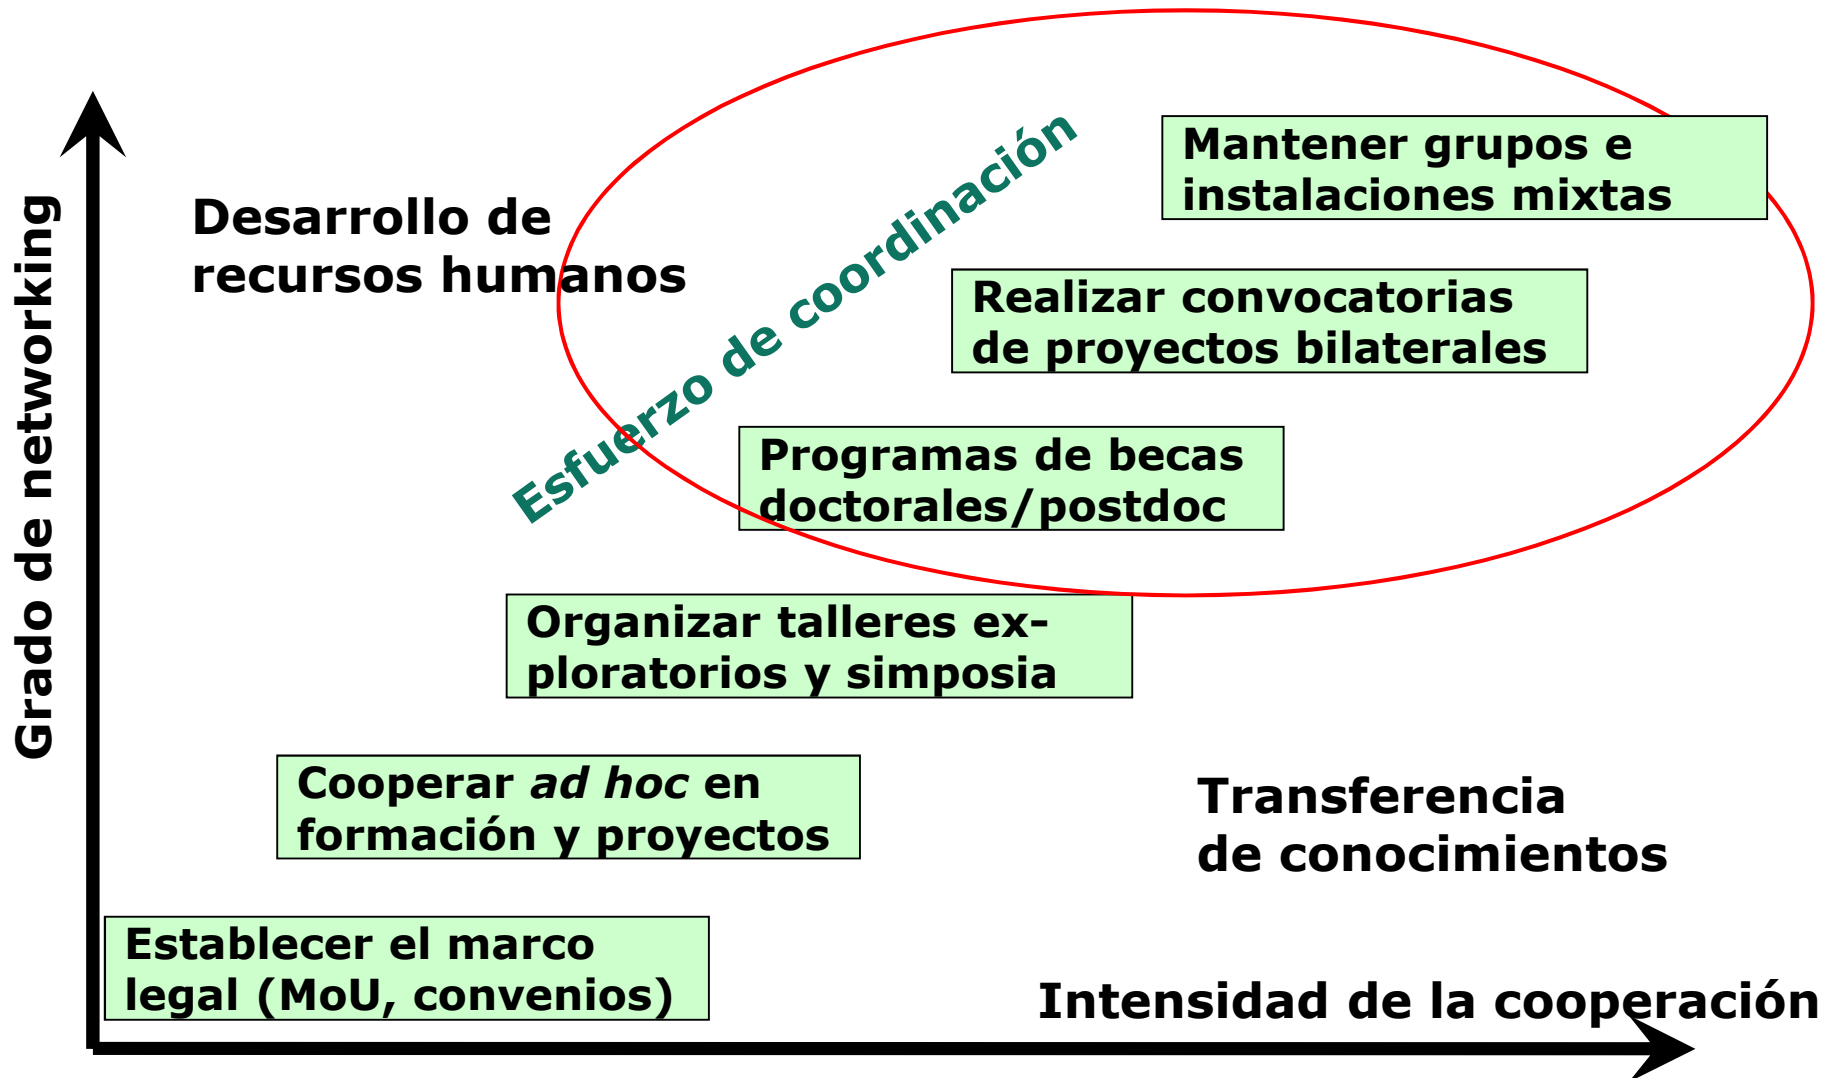 Grado de networking
Desarrollo de
recursos humanos
Esfuerzo de coordinación
Mantener grupos e
instalaciones mixtas
Realizar convocatorias
de proyectos bilaterales
Programas de becas
doctorales/postdoc
Organizar talleres ex-
ploratorios y simposia
Cooperar ad hoc en
formación y proyectos
Transferencia
de conocimientos
Establecer el marco
legal (MoU, convenios)
Intensidad de la cooperación